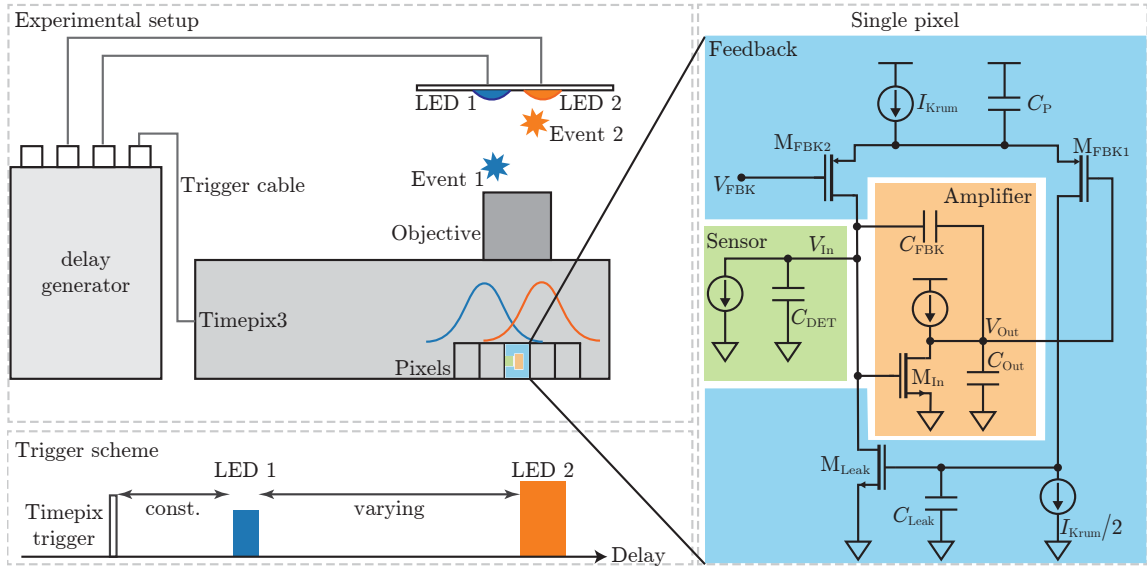 Experimental setup
LED 1
LED 2
Event 2
Event 1
Trigger cable
Objective
delay
generator
Timepix3
Pixels
Trigger scheme
LED 1
LED 2
Timepix
trigger
const.
varying
Delay
Single pixel
Feedback
I_Krum
C_P
M_FBK2
M_FBK1
V_FBK
Amplifier
Sensor
V_In
C_FBK
C_DET
V_Out
C_Out
M_In
M_Leak
C_Leak
I_Krum/2